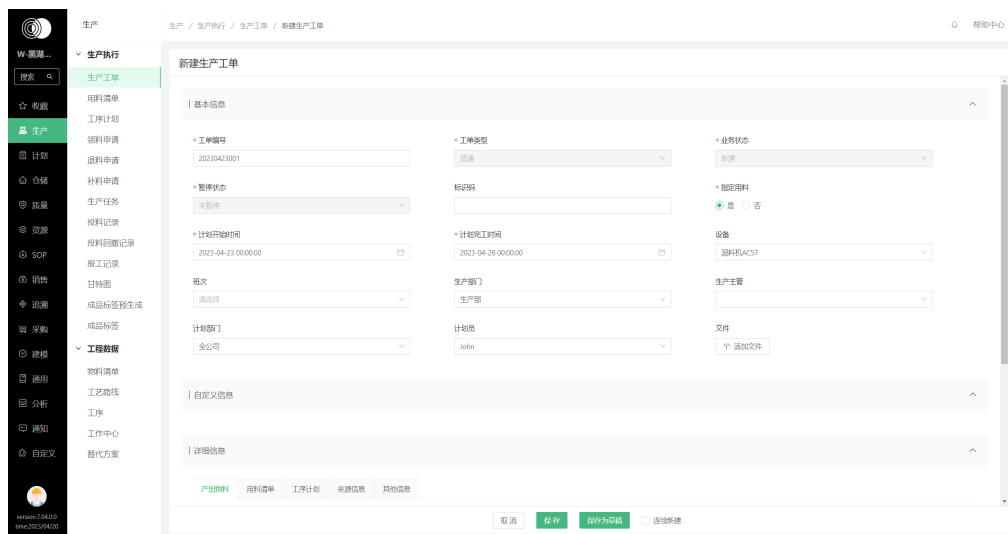 生产
生产 / 生产执行 / 生产工单 / 新建生产工单
帮助中心
W-黑湖...
搜索
收藏
生产
计划
仓储
质量
资源
SOP
销售
追溯
采购
建模
通用
分析
通知
自定义
version:7.04.0.0
time:2023/04/20
生产执行
生产工单
用料清单
工序计划
领料申请
退料申请
补料申请
生产任务
投料记录
投料回撤记录
报工记录
甘特图
成品标签预生成
成品标签
工程数据
物料清单
工艺路线
工序
工作中心
替代方案
新建生产工单
基本信息
* 工单编号 * 工单类型 * 业务状态
20230423001 普通 新建
* 暂停状态 标识码 * 指定用料
未暂停 是 否
* 计划开始时间 * 计划完工时间 设备
2023-04-23 00:00:00 2023-04-26 00:00:00 混料机AC57
班次 生产部门 生产主管
请选择 生产部
计划部门 计划员 文件
全公司 John 添加文件
自定义信息
详细信息
产出物料 用料清单 工序计划 来源信息 其他信息
取消 保存 保存为草稿 连续新建